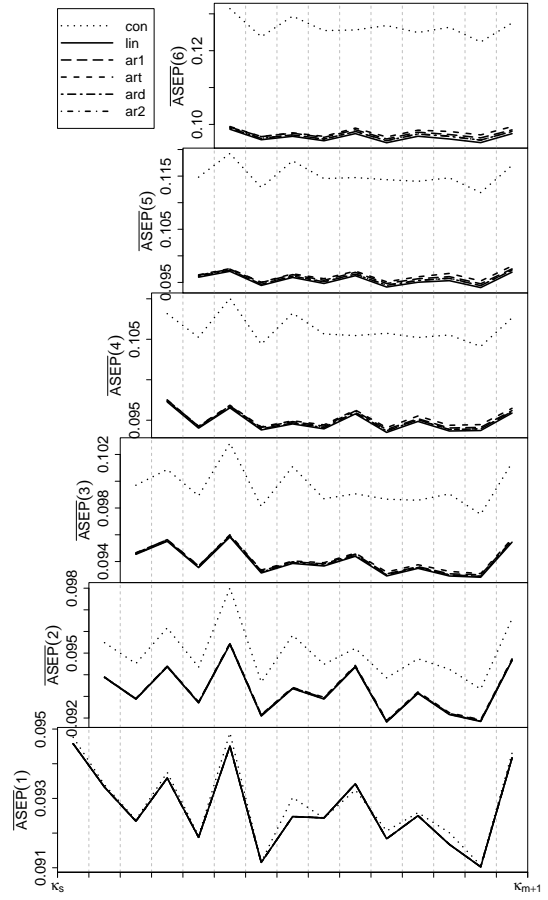 con
lin
ar1
art
ard
ar2
ASEP(6)
0.12
0.10
ASEP(5)
0.115
0.105
0.095
ASEP(4)
0.105
0.095
ASEP(3)
0.102
0.098
0.094
ASEP(2)
0.098
0.095
0.092
ASEP(1)
0.095
0.093
0.091
κs
κm+1